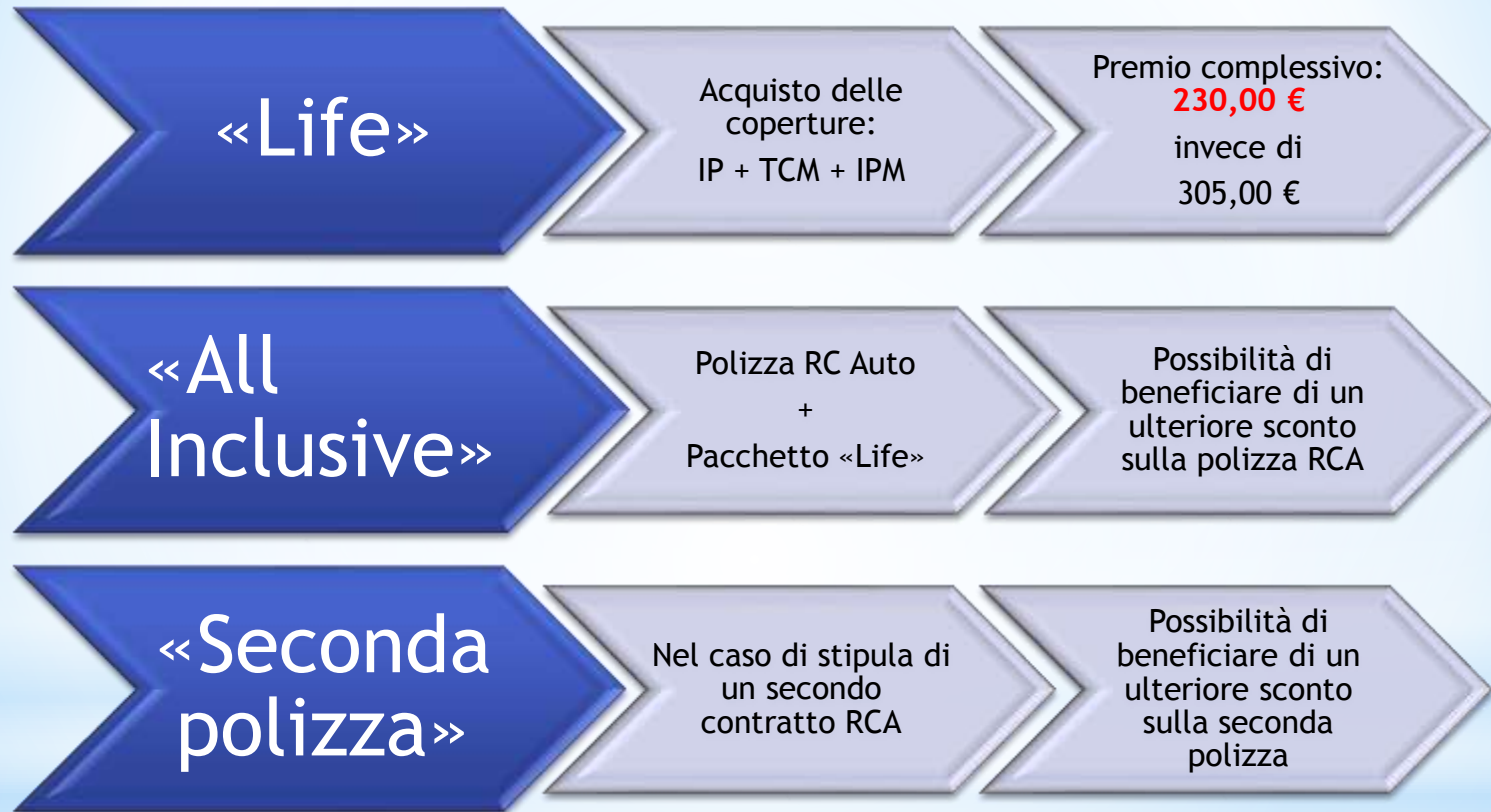 «Life»
Acquisto delle
coperture:
IP + TCM + IPM
Premio complessivo:
230,00 €
invece di
305,00 €
«All
Inclusive»
Polizza RC Auto
+
Pacchetto «Life»
Possibilità di
beneficiare di un
ulteriore sconto
sulla polizza RCA
«Seconda
polizza»
Nel caso di stipula di
un secondo
contratto RCA
Possibilità di
beneficiare di un
ulteriore sconto
sulla seconda
polizza